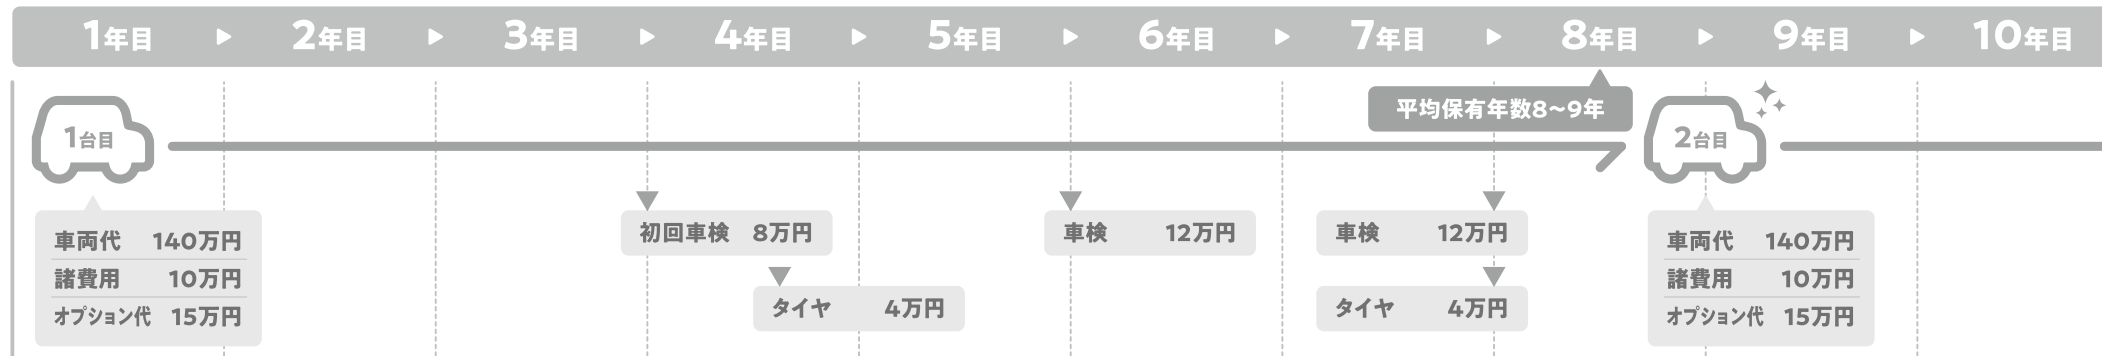 1年目 ▶ 2年目 ▶ 3年目 ▶ 4年目 ▶ 5年目 ▶ 6年目 ▶ 7年目 ▶ 8年目 ▶ 9年目 ▶ 10年目
平均保有年数8~9年
1台目
車両代 140万円
諸費用 10万円
オプション代 15万円
初回車検 8万円
タイヤ 4万円
車検 12万円
車検 12万円
タイヤ 4万円
2台目
車両代 140万円
諸費用 10万円
オプション代 15万円